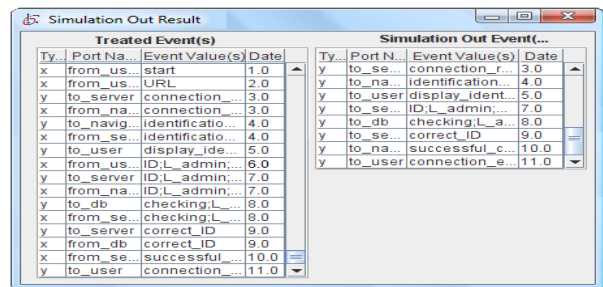 Simulation Out Result
Treated Event(s)
Ty... Port Na... Event Value(s) Date
x from_us... start 1.0
x from_us... URL 2.0
y to_server connection_... 3.0
x from_na... connection_... 3.0
y to_navig... identificatio... 4.0
x from_se... identificatio... 4.0
y to_user display_ide... 5.0
x from_us... ID;L_admin;... 6.0
y to_server ID;L_admin;... 7.0
x from_na... ID;L_admin;... 7.0
y to_db checking;L_... 8.0
x from_se... checking;L_... 8.0
y to_server correct_ID 9.0
x from_db correct_ID 9.0
x from_se... successful_... 10.0
y to_user connection_... 11.0
Simulation Out Event(...
Ty... Port N... Event Value(s) Date
y to_se... connection_r... 3.0
y to_na... identification... 4.0
y to_user display_ident... 5.0
y to_se... ID;L_admin;... 7.0
y to_db checking;L_a... 8.0
y to_se... correct_ID 9.0
y to_na... successful_c... 10.0
y to_user connection_e... 11.0